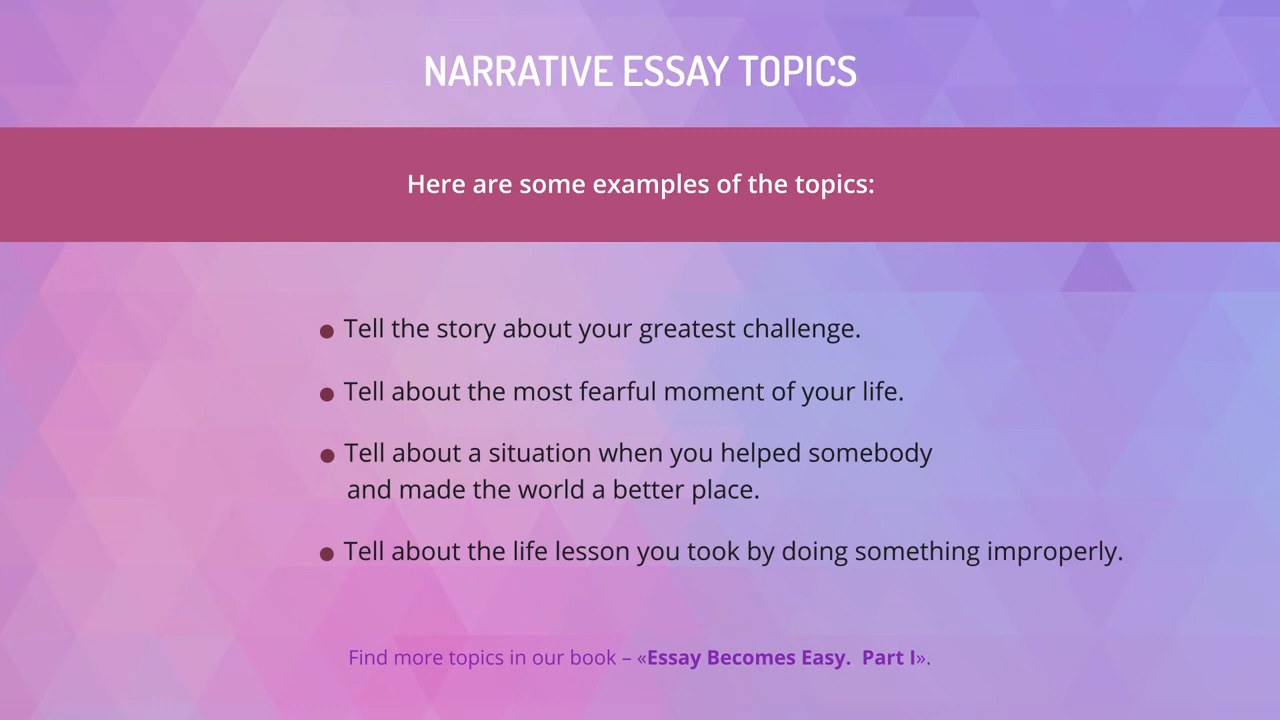 NARRATIVE ESSAY TOPICS
Here are some examples of the topics:
● Tell the story about your greatest challenge.
● Tell about the most fearful moment of your life.
● Tell about a situation when you helped somebody
and made the world a better place.
● Tell about the life lesson you took by doing something improperly.
Find more topics in our book – «Essay Becomes Easy.  Part I».